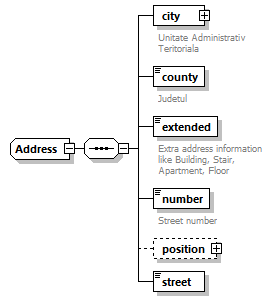 city
Unitate Administrativ
Teritoriala
county
Judetul
Address
extended
Extra address information
like Building, Stair,
Apartment, Floor
number
Street number
position
street